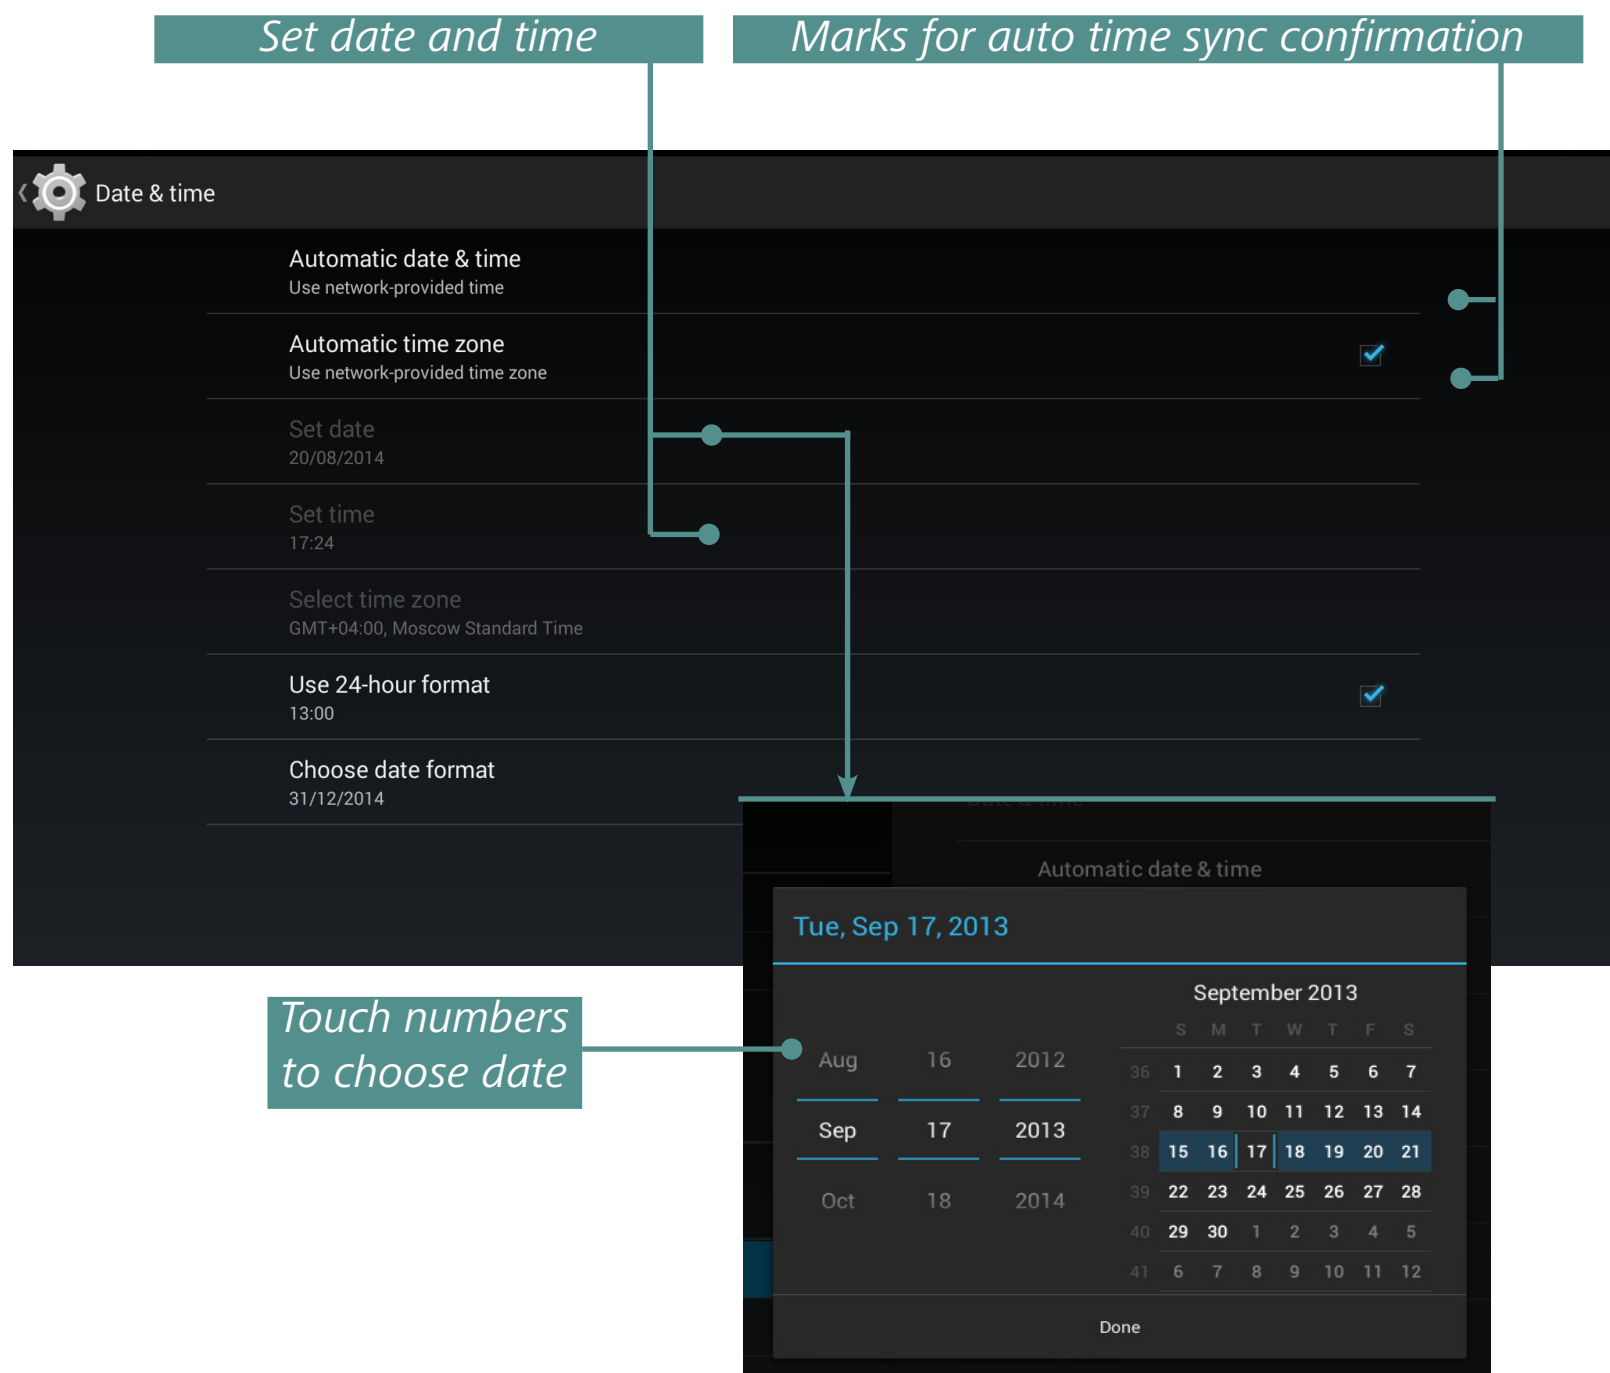 Set date and time
Marks for auto time sync confirmation
Date & time
Automatic date & time
Use network-provided time
Automatic time zone
Use network-provided time zone
Set date
20/08/2014
Set time
17:24
Select time zone
GMT+04:00, Moscow Standard Time
Use 24-hour format
13:00
Choose date format
31/12/2014
Date & time
Automatic date & time
Tue, Sep 17, 2013
Touch numbers
to choose date
Aug 16 2012
Sep 17 2013
Oct 18 2014
September 2013
S M T W T F S
36 1 2 3 4 5 6 7
37 8 9 10 11 12 13 14
38 15 16 17 18 19 20 21
39 22 23 24 25 26 27 28
40 29 30 1 2 3 4 5
41 6 7 8 9 10 11 12
Done